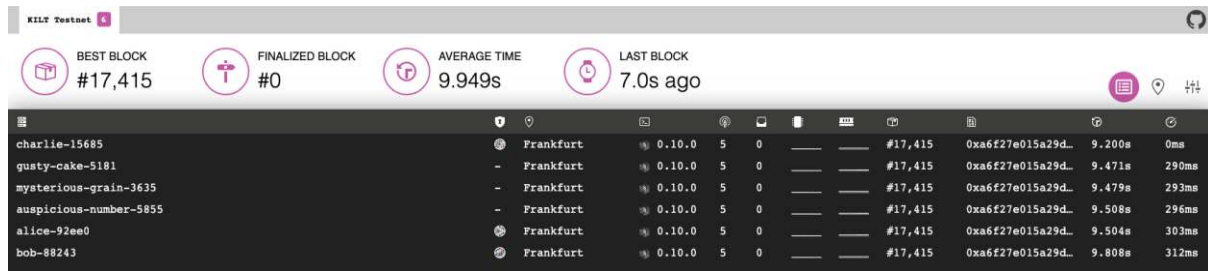 KILT Testnet 6
BEST BLOCK
#17,415
FINALIZED BLOCK
#0
AVERAGE TIME
9.949s
LAST BLOCK
7.0s ago
charlie-15685 Frankfurt 0.10.0 5 0 #17,415 0xa6f27e015a29d… 9.200s 0ms
gusty-cake-5181 - Frankfurt 0.10.0 5 0 #17,415 0xa6f27e015a29d… 9.471s 290ms
mysterious-grain-3635 - Frankfurt 0.10.0 5 0 #17,415 0xa6f27e015a29d… 9.479s 293ms
auspicious-number-5855 - Frankfurt 0.10.0 5 0 #17,415 0xa6f27e015a29d… 9.508s 296ms
alice-92ee0 Frankfurt 0.10.0 5 0 #17,415 0xa6f27e015a29d… 9.504s 303ms
bob-88243 Frankfurt 0.10.0 5 0 #17,415 0xa6f27e015a29d… 9.808s 312ms